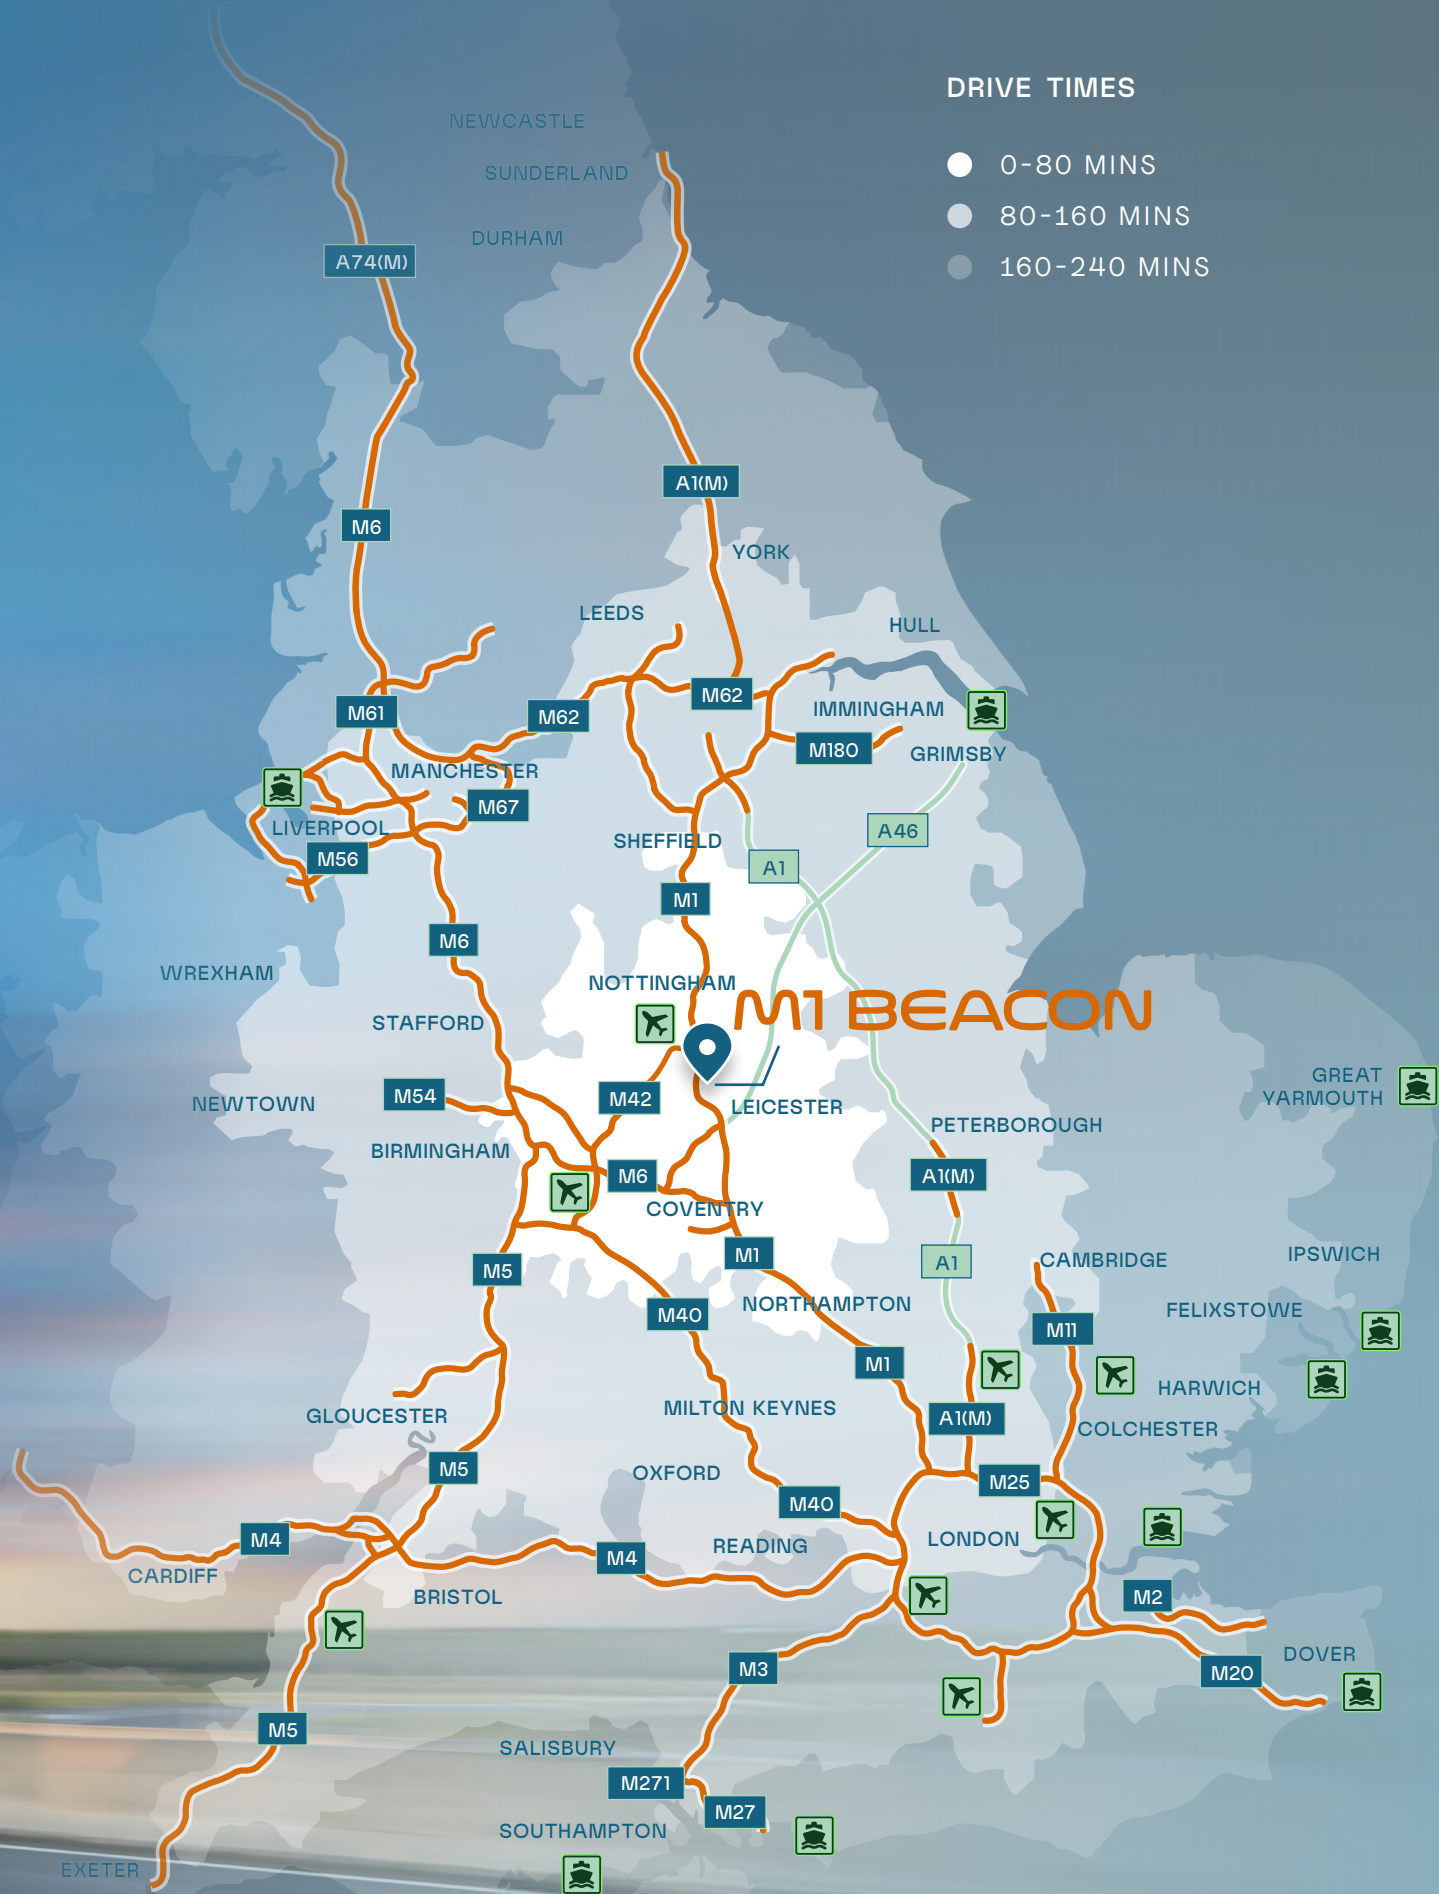 DRIVE TIMES
0-80 MINS
80-160 MINS
160-240 MINS
NEWCASTLE
SUNDERLAND
DURHAM
A74(M)
A1(M)
M6
YORK
LEEDS
HULL
M62
M61
M62
IMMINGHAM
M180
GRIMSBY
MANCHESTER
M67
LIVERPOOL
A46
SHEFFIELD
M56
A1
M1
M6
WREXHAM
NOTTINGHAM
M1 BEACON
STAFFORD
GREAT
YARMOUTH
M54
M42
NEWTOWN
LEICESTER
PETERBOROUGH
BIRMINGHAM
M6
A1(M)
COVENTRY
M1
IPSWICH
CAMBRIDGE
A1
M5
NORTHAMPTON
FELIXSTOWE
M40
M11
M1
HARWICH
MILTON KEYNES
GLOUCESTER
A1(M)
COLCHESTER
M5
OXFORD
M25
M40
M4
READING
LONDON
M4
CARDIFF
BRISTOL
M2
DOVER
M3
M20
M5
SALISBURY
M271
M27
SOUTHAMPTON
EXETER